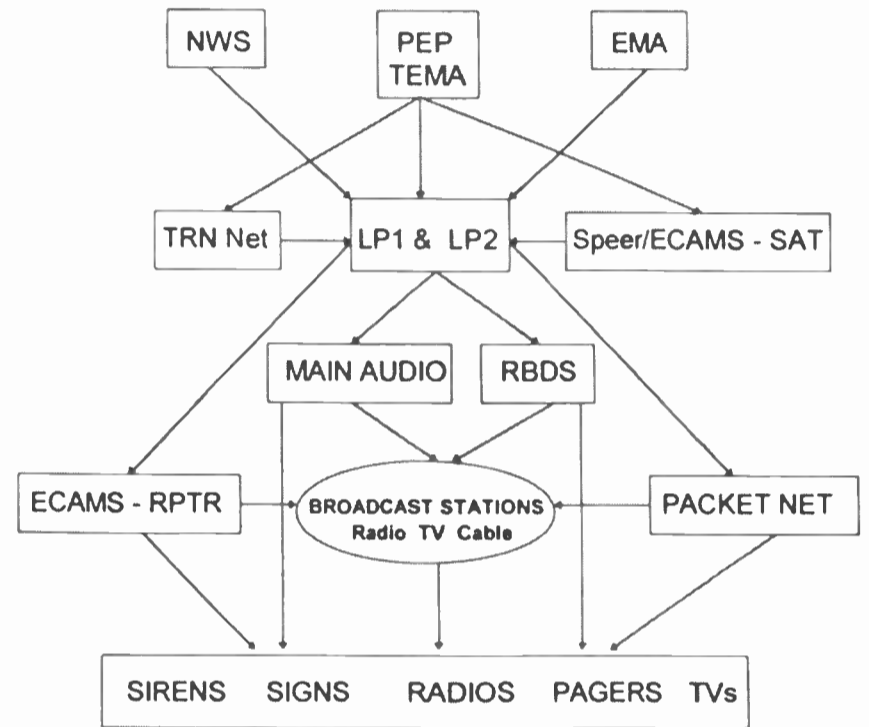 NWS
PEP
TEMA
EMA
TRN Net
LP1 & LP2
Speer/ECAMS - SAT
MAIN AUDIO
RBDS
ECAMS - RPTR
BROADCAST STATIONS
Radio TV Cable
PACKET NET
SIRENS SIGNS RADIOS PAGERS TVs